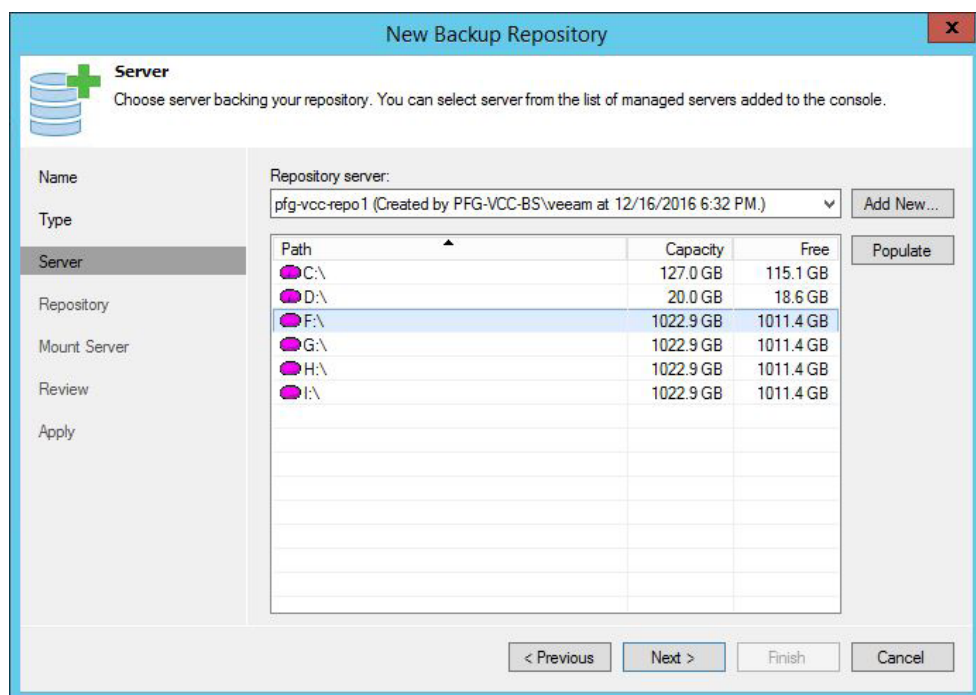 New Backup Repository
x
Server
Choose server backing your repository. You can select server from the list of managed servers added to the console.
Name
Type
Server
Repository
Mount Server
Review
Apply
Repository server:
pfg-vcc-repo1 (Created by PFG-VCC-BS\veeam at 12/16/2016 6:32 PM.)
Add New...
Populate
Path Capacity Free
C:\ 127.0 GB 115.1 GB
D:\ 20.0 GB 18.6 GB
F:\ 1022.9 GB 1011.4 GB
G:\ 1022.9 GB 1011.4 GB
H:\ 1022.9 GB 1011.4 GB
I:\ 1022.9 GB 1011.4 GB
< Previous
Next >
Finish
Cancel